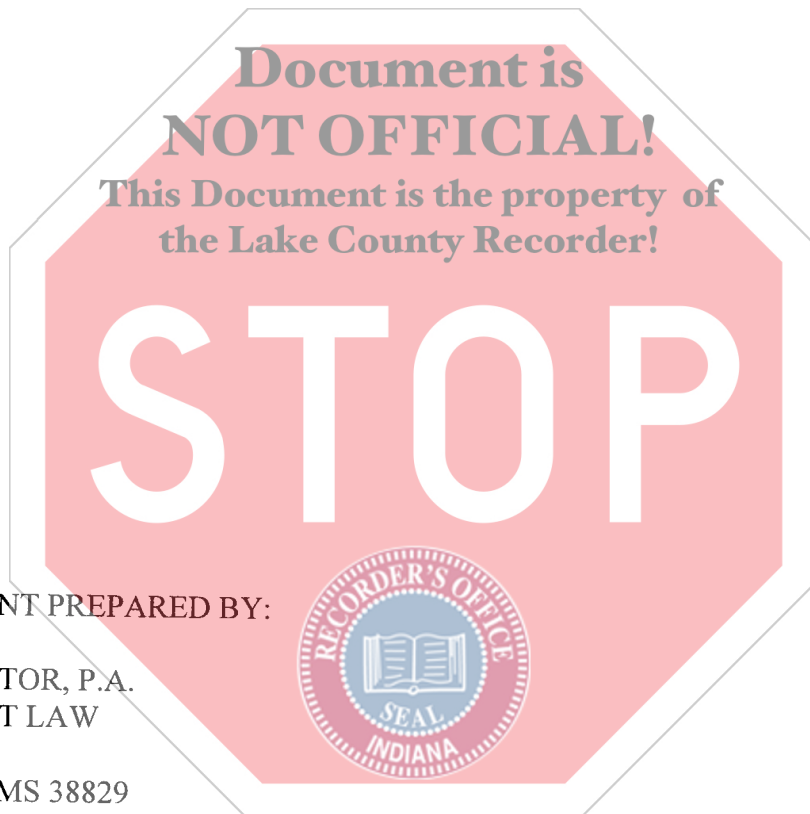 Document is
NOT OFFICIAL!
This Document is the property of
the Lake County Recorder!
STOP
NT PREPARED BY:
TOR, P.A.
T LAW
MS 38829
RECORDER'S OFFICE
SEAL
INDIANA